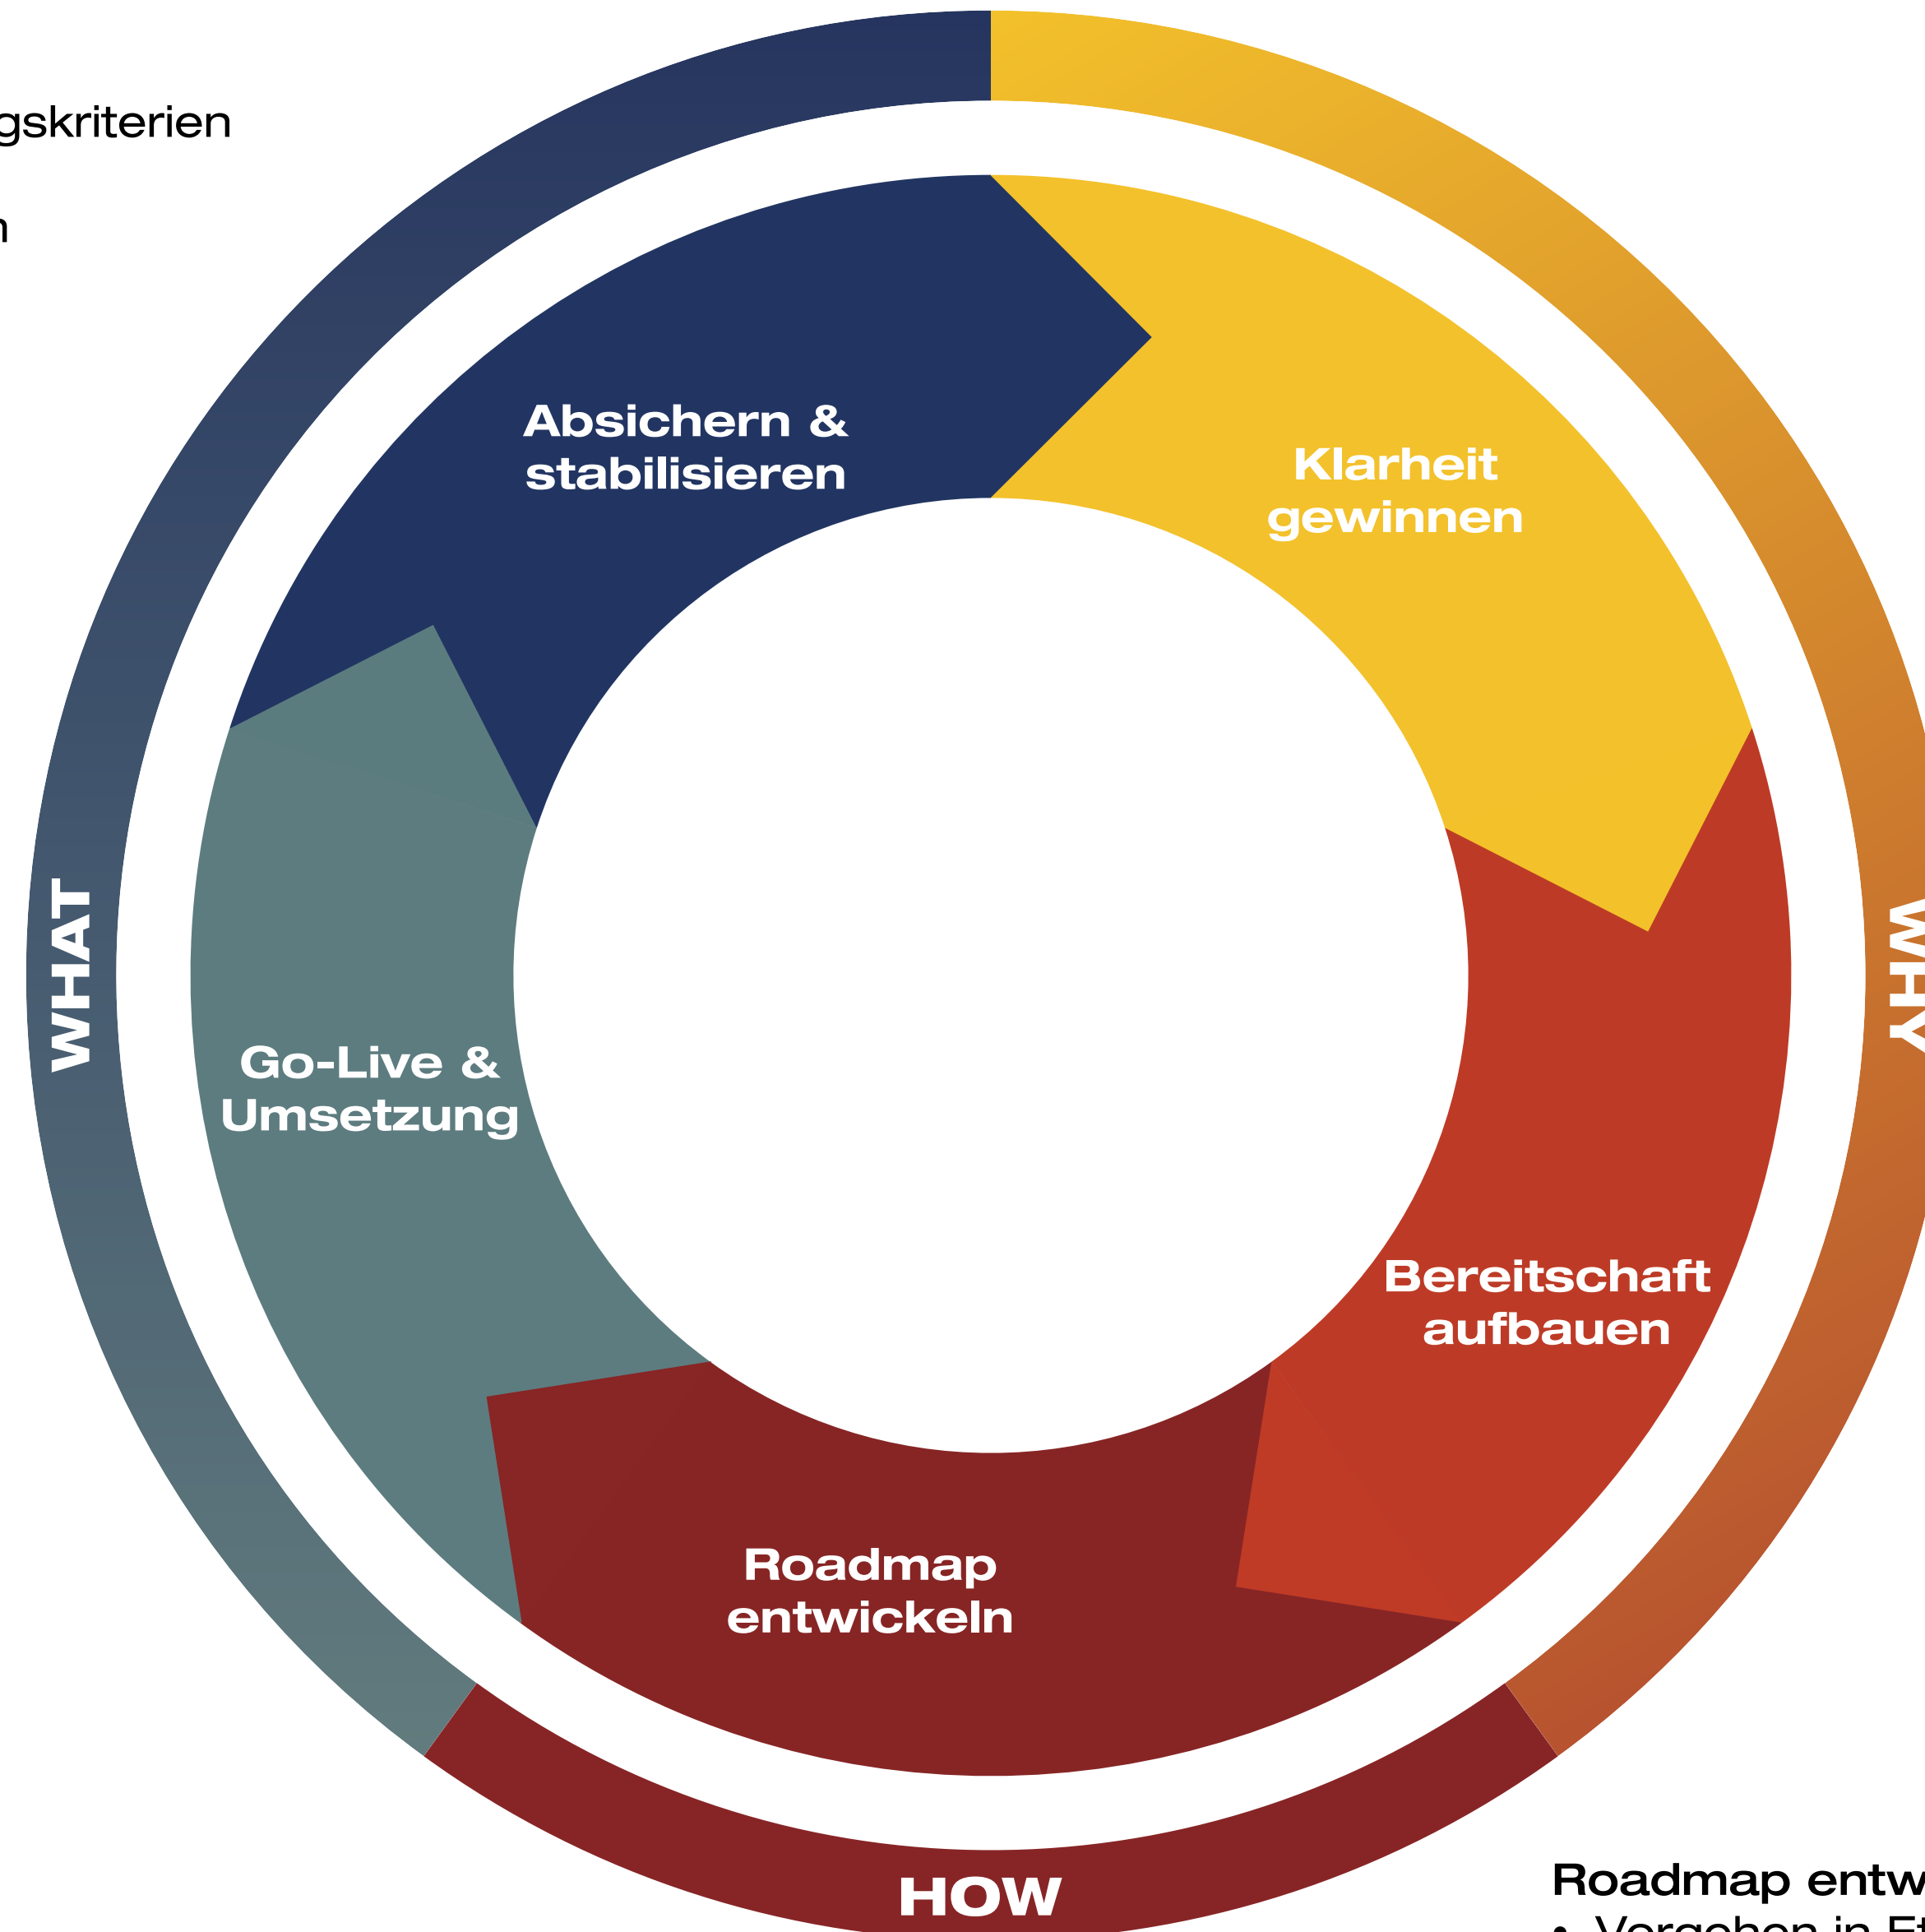 gskriterien
Absichern &
stabilisieren
Klarheit
gewinnen
WHAT
WHY
Go-Live &
Umsetzung
Bereitschaft
aufbauen
Roadmap
entwickeln
HOW
Roadmap entw